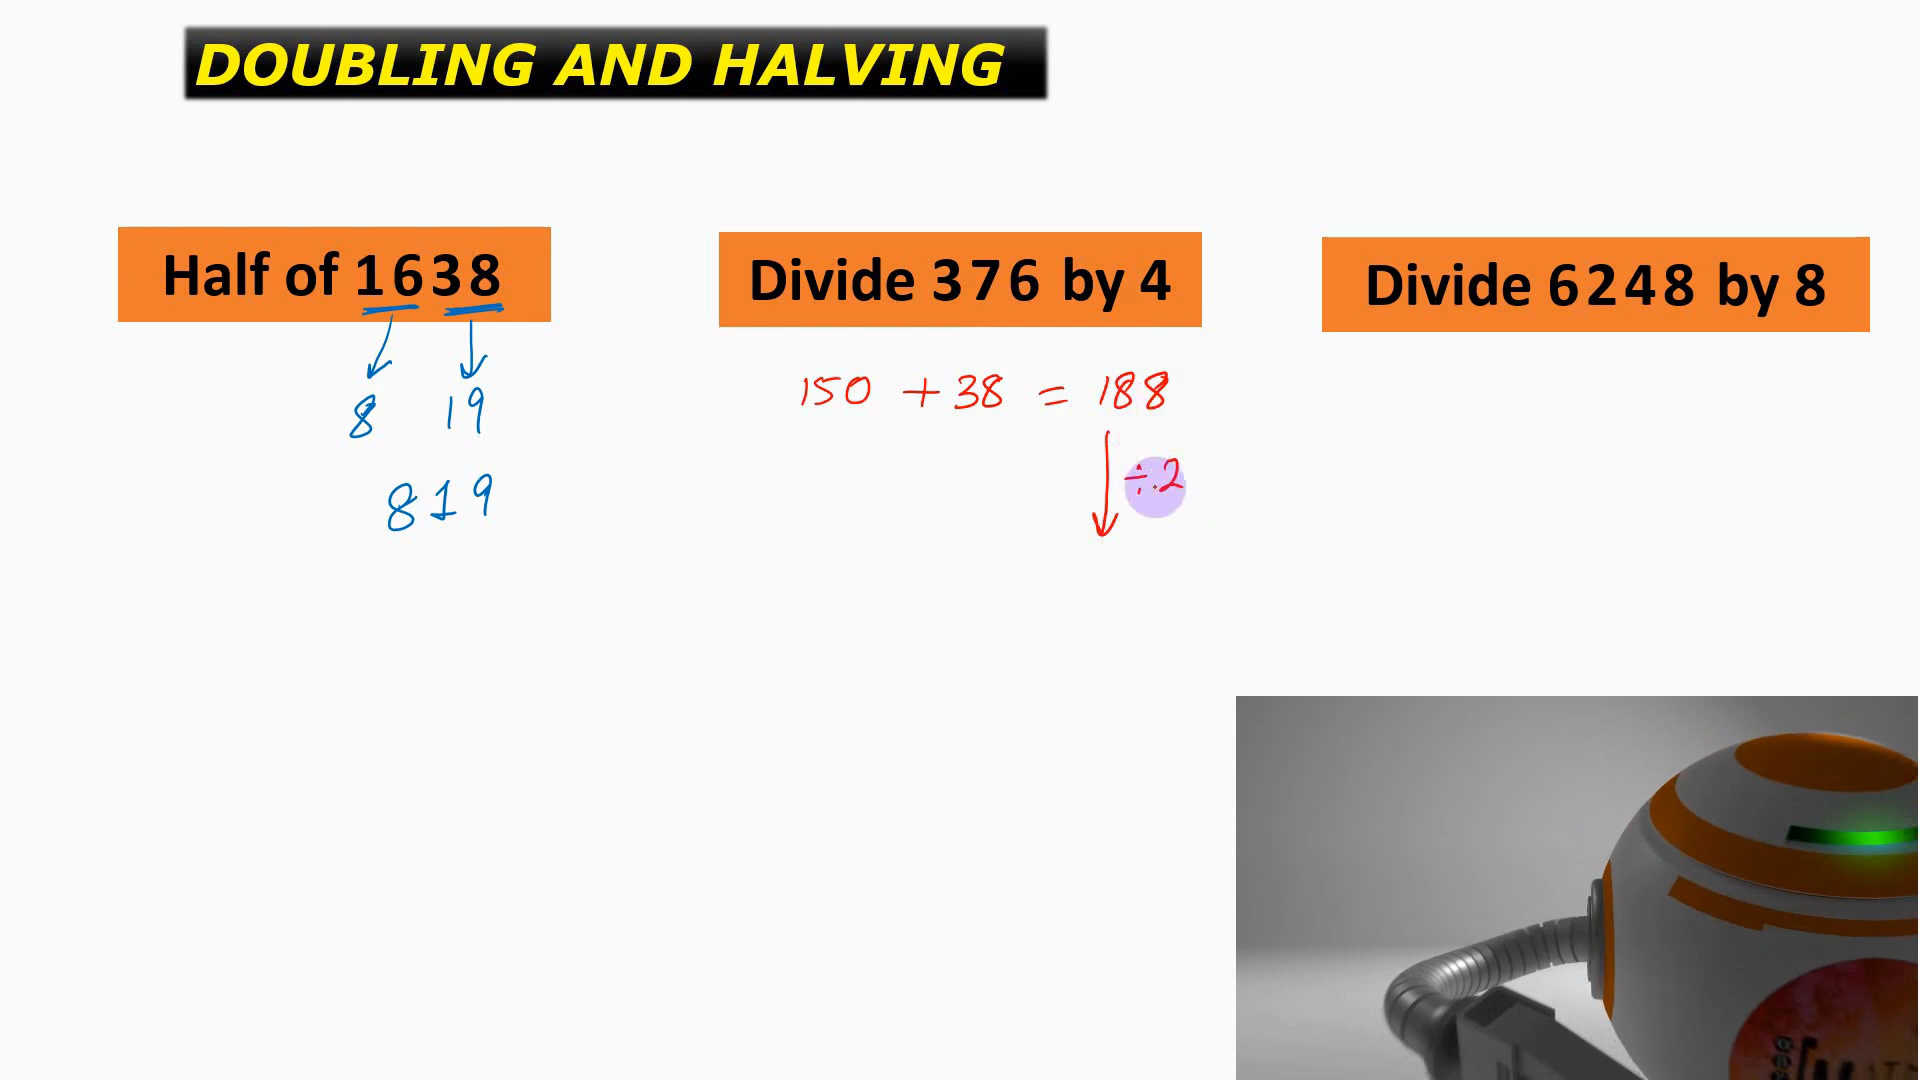 DOUBLING AND HALVING
Half of 1638
8 19
819
Divide 376 by 4
150 + 38 = 188
÷2
Divide 6248 by 8